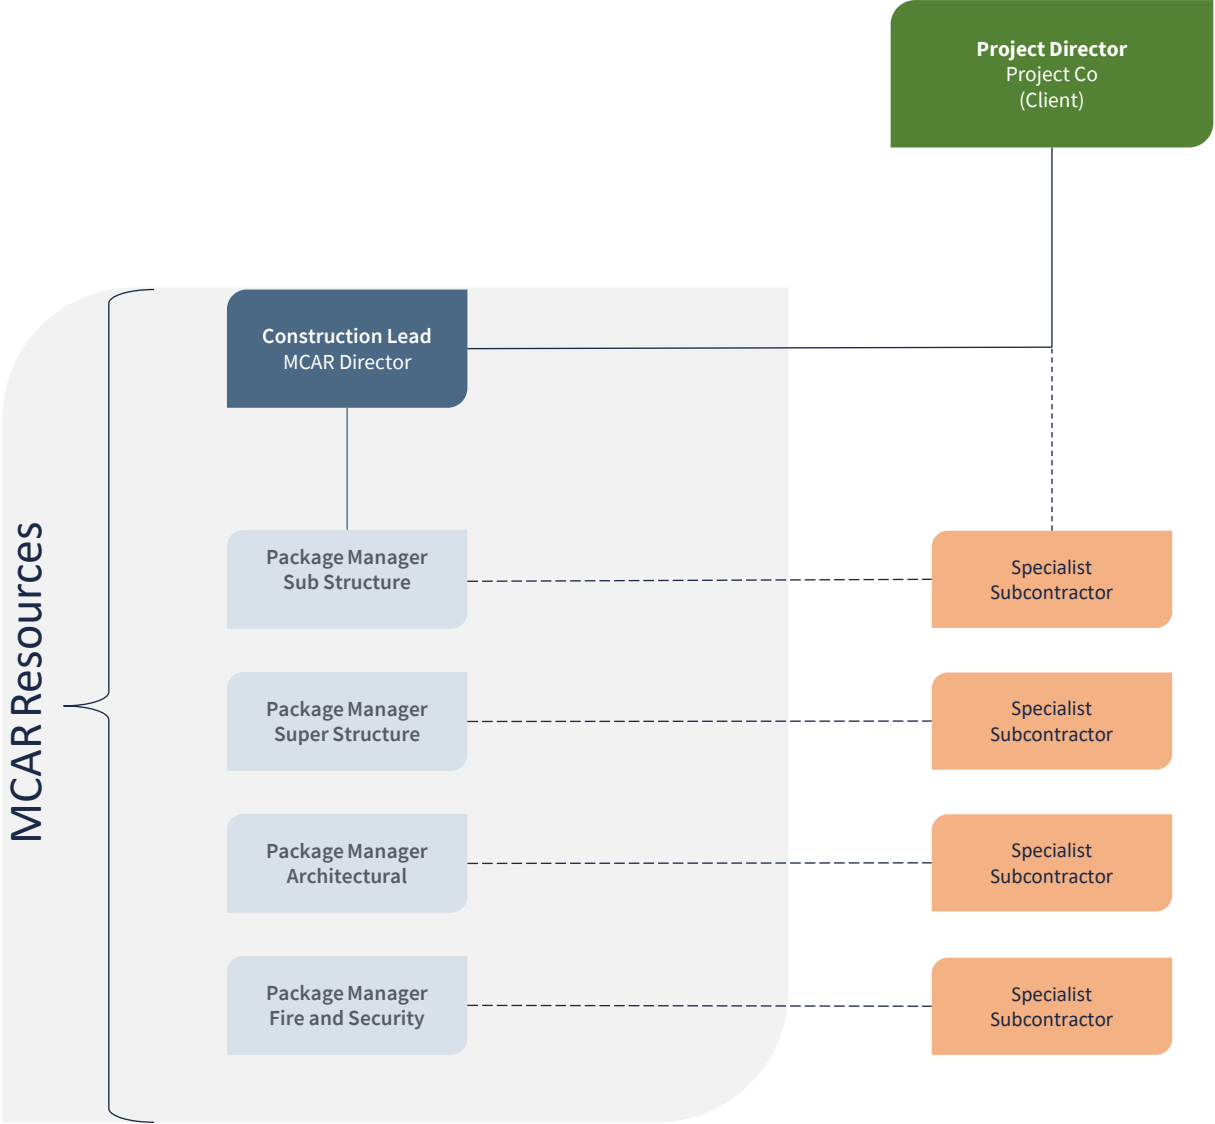 Project Director
Project Co
(Client)
Construction Lead
MCAR Director
MCAR Resources
Package Manager
Sub Structure
Specialist
Subcontractor
Package Manager
Super Structure
Specialist
Subcontractor
Package Manager
Architectural
Specialist
Subcontractor
Package Manager
Fire and Security
Specialist
Subcontractor